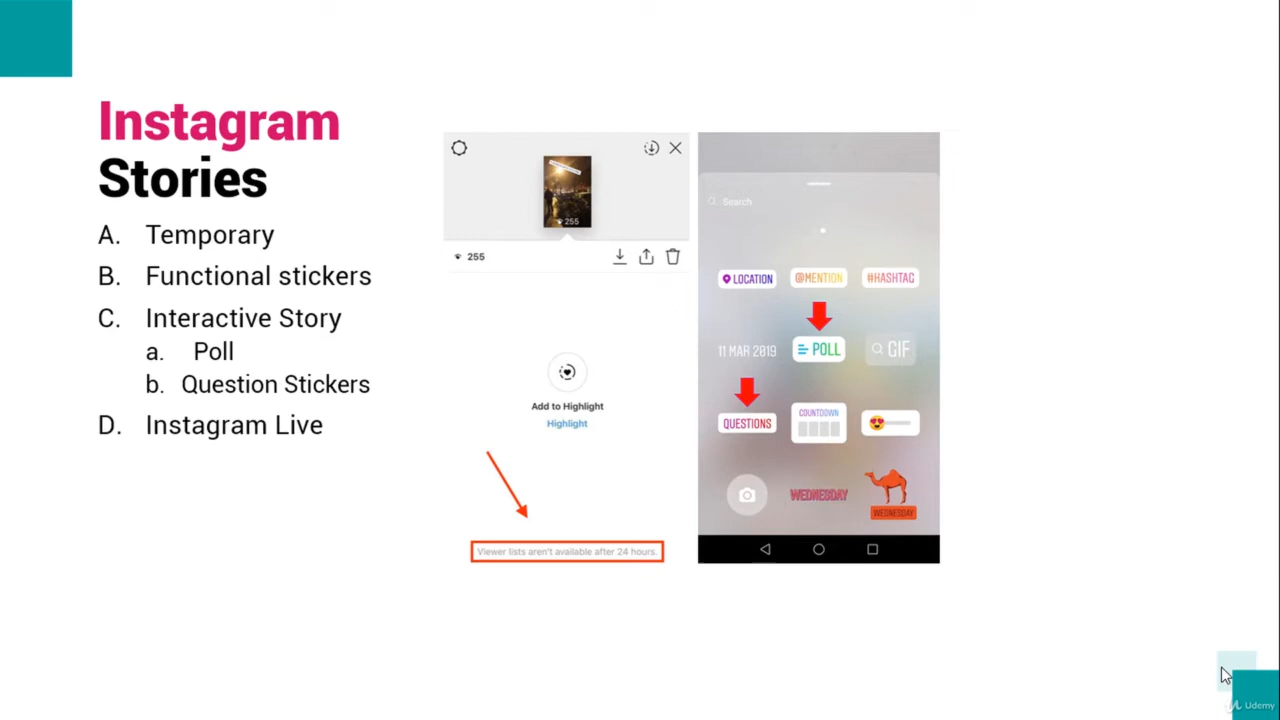 Instagram
Stories
A. Temporary
B. Functional stickers
C. Interactive Story
a. Poll
b. Question Stickers
D. Instagram Live
255
255
Add to Highlight
Highlight
Viewer lists aren't available after 24 hours.
Search
LOCATION
@MENTION
#HASHTAG
11 MAR 2019
POLL
GIF
QUESTIONS
COUNTDOWN
WEDNESDAY
WEDNESDAY
Udemy